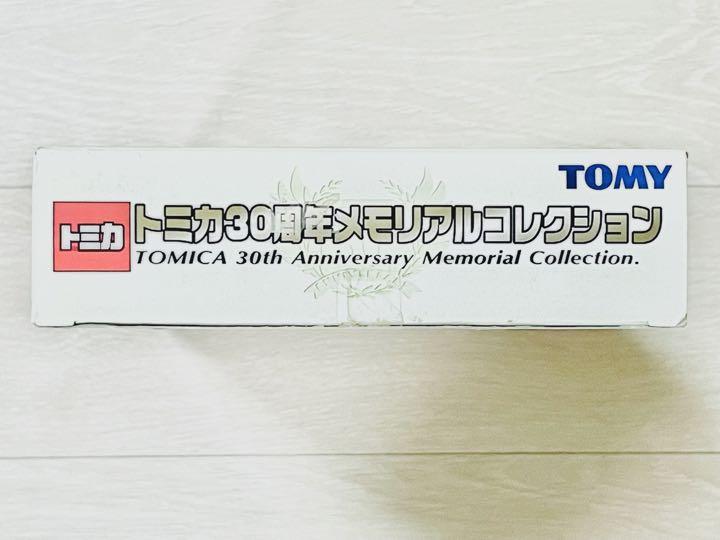 TOMY
トミカ
トミカ30周年メモリアルコレクション
TOMICA 30th Anniversary Memorial Collection.